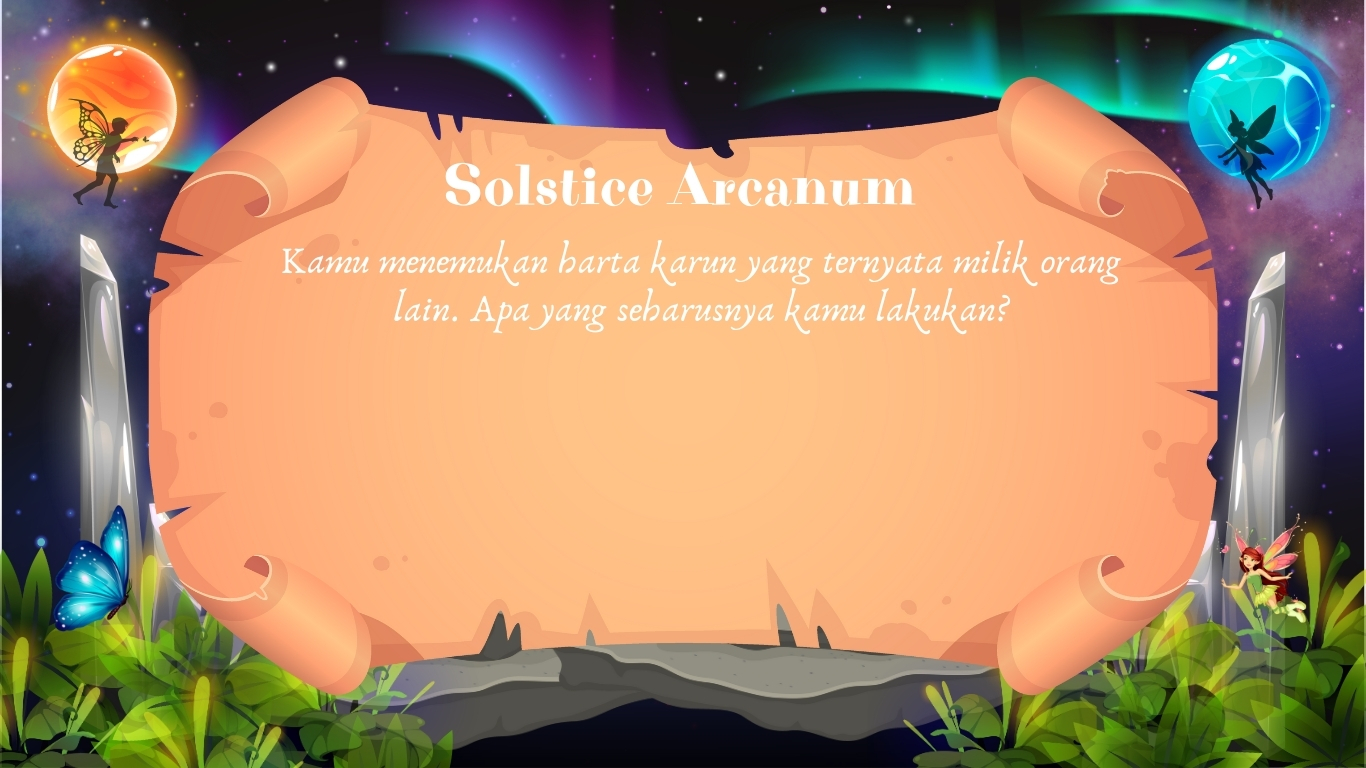 Solstice Arcanum
Kamu menemukan harta karun yang ternyata milik orang
lain. Apa yang seharusnya kamu lakukan?